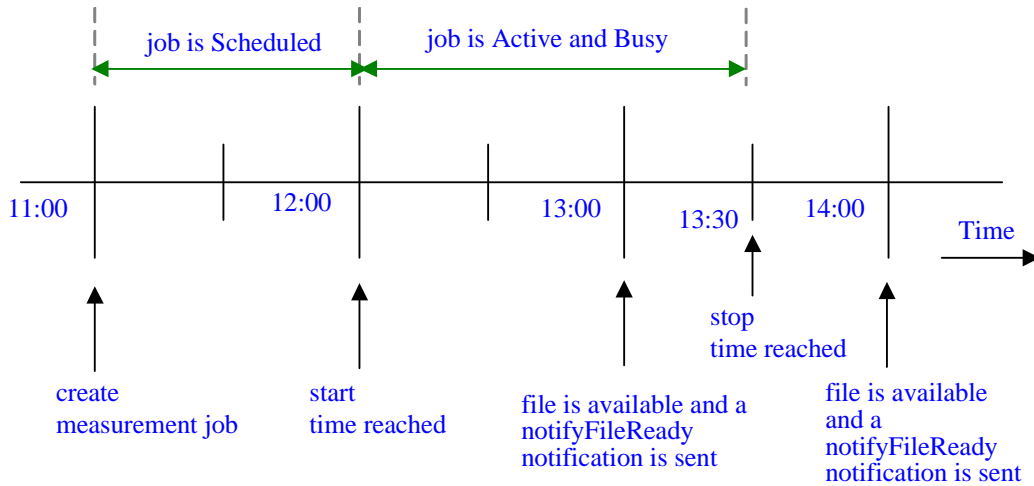 job is Scheduled
job is Active and Busy
11:00
12:00
13:00
13:30
14:00
Time
create
measurement job
start
time reached
file is available and a
notifyFileReady
notification is sent
stop
time reached
file is available
and a
notifyFileReady
notification is sent